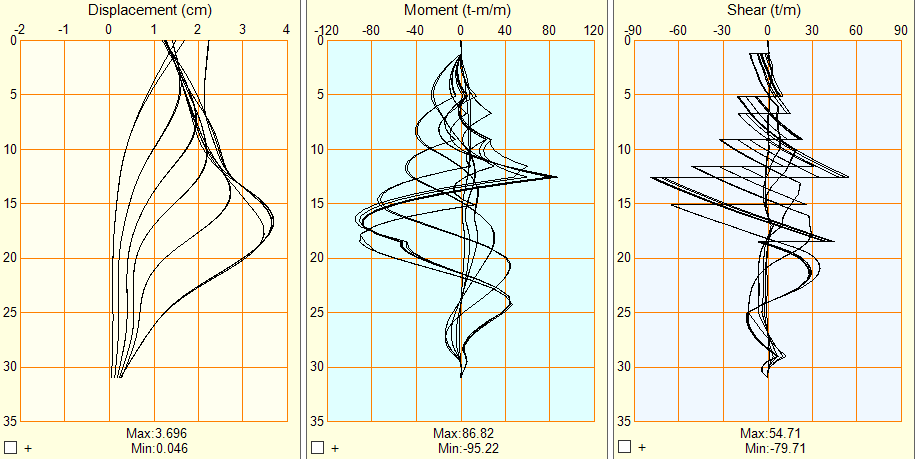 Displacement (cm)
-2 -1 0 1 2 3 4
0
5
10
15
20
25
30
35
Max:3.696
Min:0.046
+
Moment (t-m/m)
-120 -80 -40 0 40 80 120
0
5
10
15
20
25
30
35
Max:86.82
Min:-95.22
+
Shear (t/m)
-90 -60 -30 0 30 60 90
0
5
10
15
20
25
30
35
Max:54.71
Min:-79.71
+